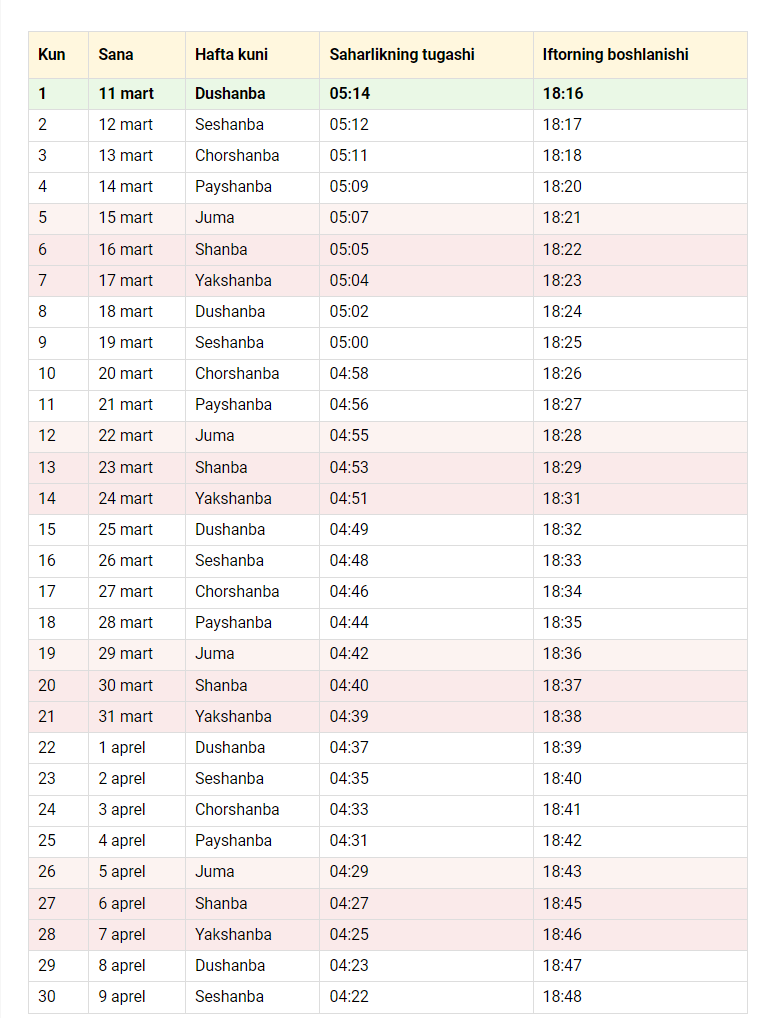 Kun Sana Hafta kuni Saharlikning tugashi Iftorning boshlanishi
1 11 mart Dushanba 05:14 18:16
2 12 mart Seshanba 05:12 18:17
3 13 mart Chorshanba 05:11 18:18
4 14 mart Payshanba 05:09 18:20
5 15 mart Juma 05:07 18:21
6 16 mart Shanba 05:05 18:22
7 17 mart Yakshanba 05:04 18:23
8 18 mart Dushanba 05:02 18:24
9 19 mart Seshanba 05:00 18:25
10 20 mart Chorshanba 04:58 18:26
11 21 mart Payshanba 04:56 18:27
12 22 mart Juma 04:55 18:28
13 23 mart Shanba 04:53 18:29
14 24 mart Yakshanba 04:51 18:31
15 25 mart Dushanba 04:49 18:32
16 26 mart Seshanba 04:48 18:33
17 27 mart Chorshanba 04:46 18:34
18 28 mart Payshanba 04:44 18:35
19 29 mart Juma 04:42 18:36
20 30 mart Shanba 04:40 18:37
21 31 mart Yakshanba 04:39 18:38
22 1 aprel Dushanba 04:37 18:39
23 2 aprel Seshanba 04:35 18:40
24 3 aprel Chorshanba 04:33 18:41
25 4 aprel Payshanba 04:31 18:42
26 5 aprel Juma 04:29 18:43
27 6 aprel Shanba 04:27 18:45
28 7 aprel Yakshanba 04:25 18:46
29 8 aprel Dushanba 04:23 18:47
30 9 aprel Seshanba 04:22 18:48